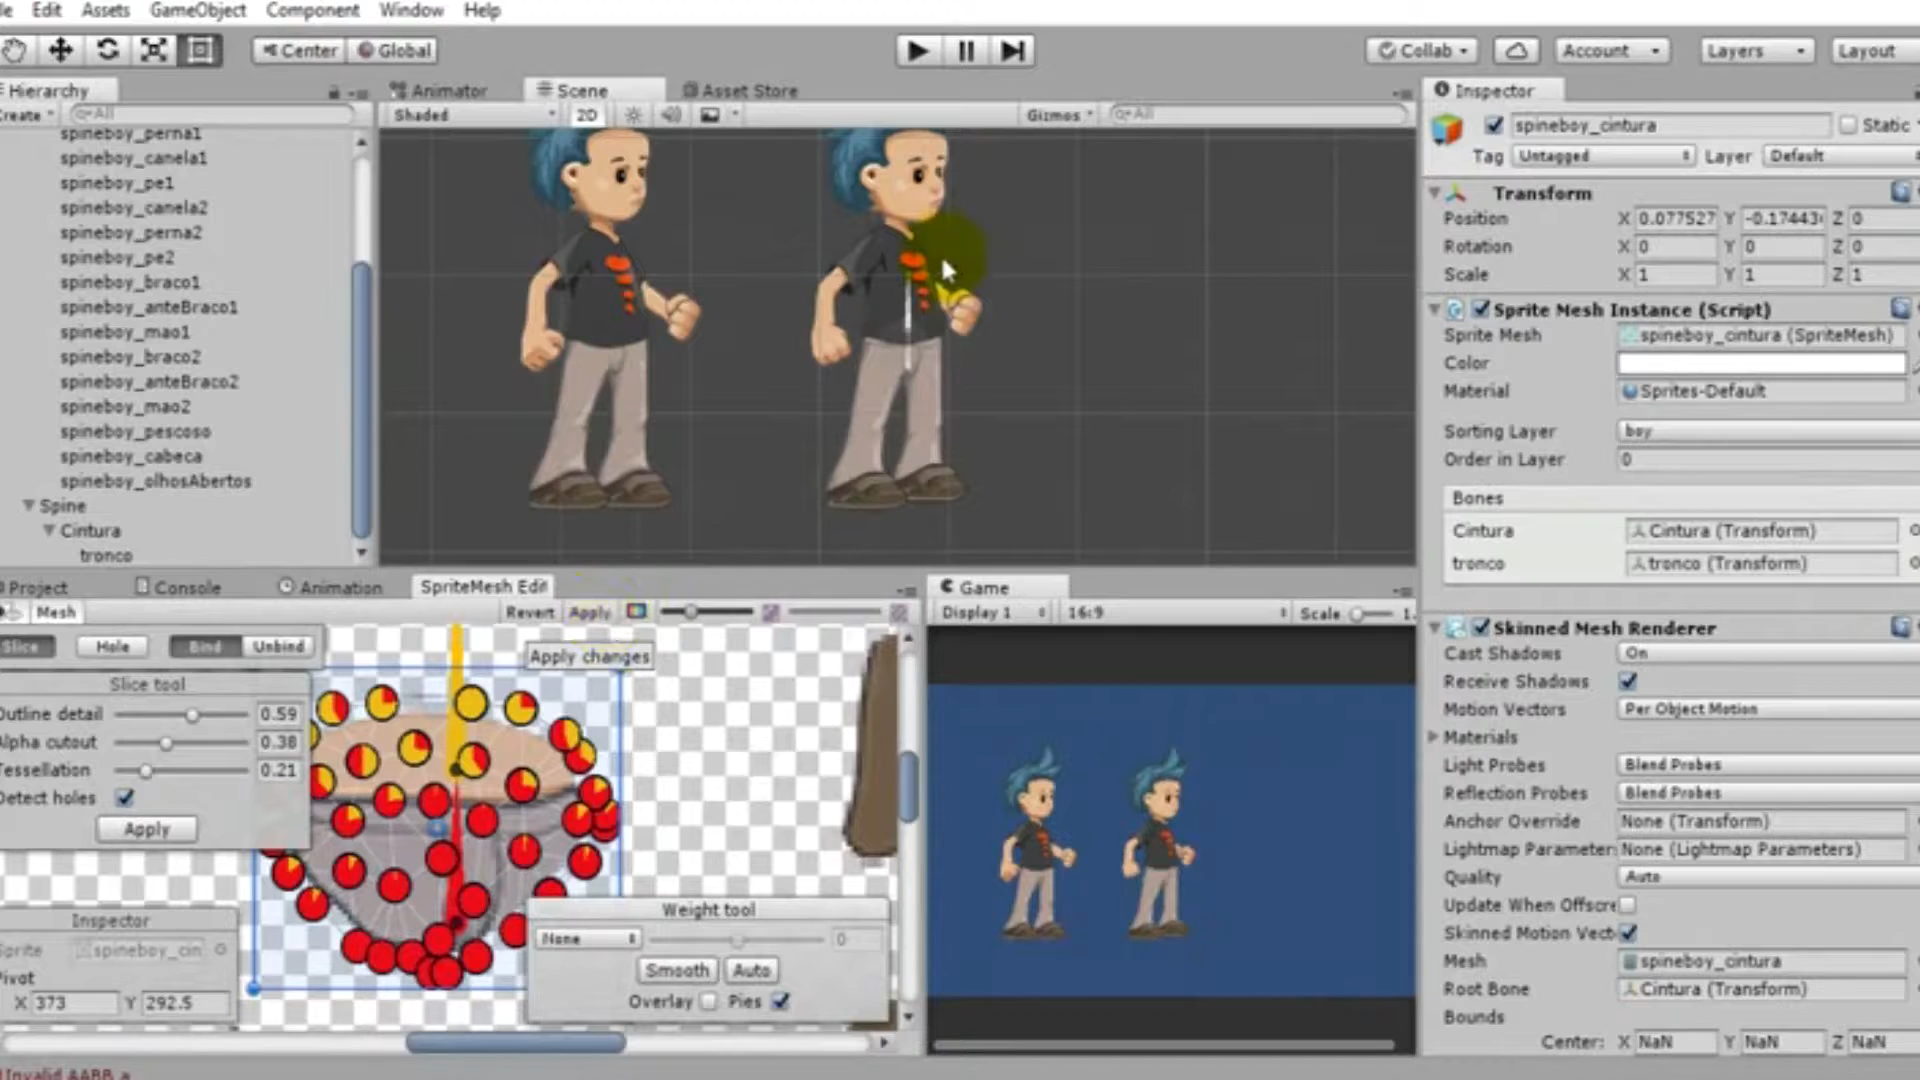 le Edit Assets GameObject Component Window Help
Center Global Collab Account Layers Layout
Hierarchy
Create All
spineboy_perna1
spineboy_canela1
spineboy_pe1
spineboy_canela2
spineboy_perna2
spineboy_pe2
spineboy_braco1
spineboy_anteBraco1
spineboy_mao1
spineboy_braco2
spineboy_anteBraco2
spineboy_mao2
spineboy_pescoso
spineboy_cabeca
spineboy_olhosAbertos
Spine
Cintura
tronco
Animator Scene Asset Store
Shaded 2D Gizmos All
Project Console Animation SpriteMesh Edit
Mesh Revert Apply
Slice Hole Bind Unbind
Apply changes
Slice tool
Outline detail 0.59
Alpha cutout 0.38
Tessellation 0.21
Detect holes
Apply
Inspector
Sprite spineboy_cin
Pivot
X 373 Y 292.5
Weight tool
None 0
Smooth Auto
Overlay Pies
Invalid AABB a
Game
Display 1 16:9 Scale 1.
Inspector
spineboy_cintura Static
Tag Untagged Layer Default
Transform
Position X 0.077527 Y -0.17443 Z 0
Rotation X 0 Y 0 Z 0
Scale X 1 Y 1 Z 1
Sprite Mesh Instance (Script)
Sprite Mesh spineboy_cintura (SpriteMesh)
Color
Material Sprites-Default
Sorting Layer boy
Order in Layer 0
Bones
Cintura Cintura (Transform)
tronco tronco (Transform)
Skinned Mesh Renderer
Cast Shadows On
Receive Shadows
Motion Vectors Per Object Motion
Materials
Light Probes Blend Probes
Reflection Probes Blend Probes
Anchor Override None (Transform)
Lightmap Parameter: None (Lightmap Parameters)
Quality Auto
Update When Offscre
Skinned Motion Vect
Mesh spineboy_cintura
Root Bone Cintura (Transform)
Bounds
Center: X NaN Y NaN Z NaN